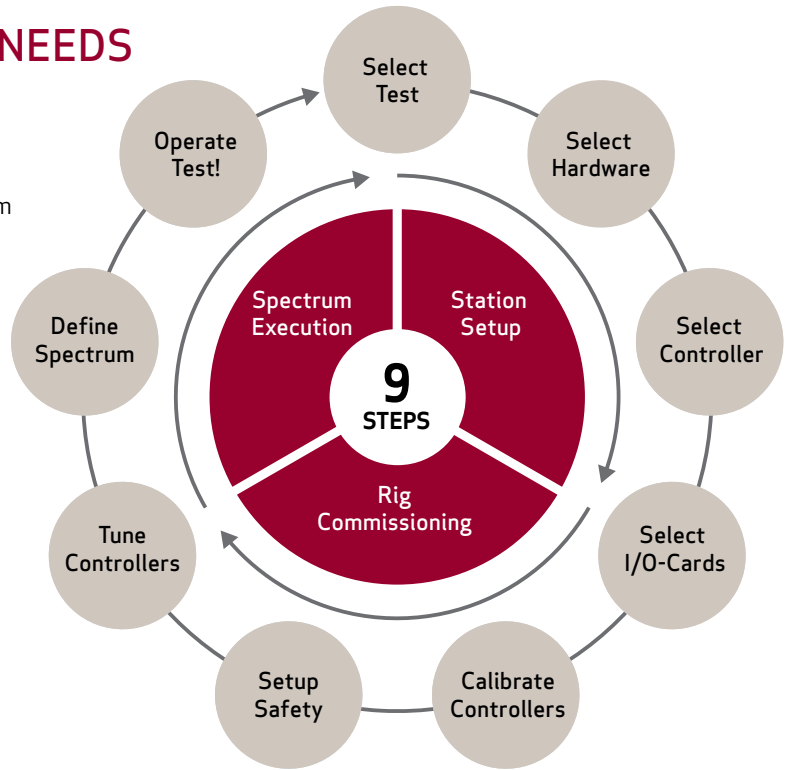 NEEDS
m
Select
Test
Select
Hardware
Select
Controller
Select
I/O-Cards
Calibrate
Controllers
Setup
Safety
Tune
Controllers
Define
Spectrum
Operate
Test!
Station
Setup
Rig
Commissioning
Spectrum
Execution
9
STEPS